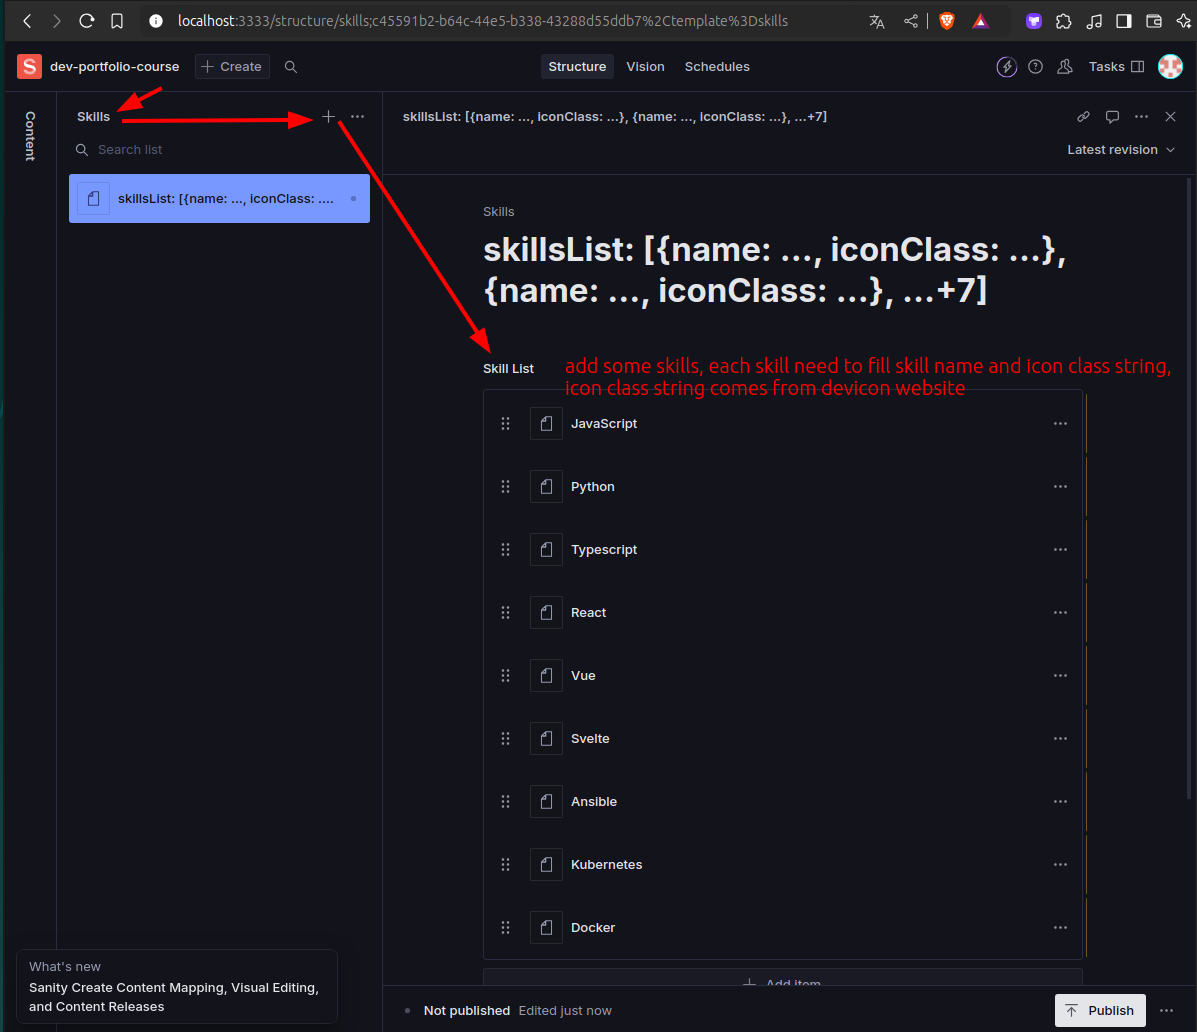 localhost:3333/structure/skills;c45591b2-b64c-44e5-b338-43288d55ddb7%2Ctemplate%3Dskills
S dev-portfolio-course + Create Structure Vision Schedules Tasks
Content
Skills
Search list
skillsList: [{name: ..., iconClass: ....
skillsList: [{name: ..., iconClass: ...}, {name: ..., iconClass: ...}, ...+7]
Latest revision
Skills
skillsList: [{name: ..., iconClass: ...},
{name: ..., iconClass: ...}, ...+7]
Skill List
add some skills, each skill need to fill skill name and icon class string,
icon class string comes from devicon website
JavaScript
Python
Typescript
React
Vue
Svelte
Ansible
Kubernetes
Docker
Add item
What's new
Sanity Create Content Mapping, Visual Editing,
and Content Releases
Not published Edited just now
Publish